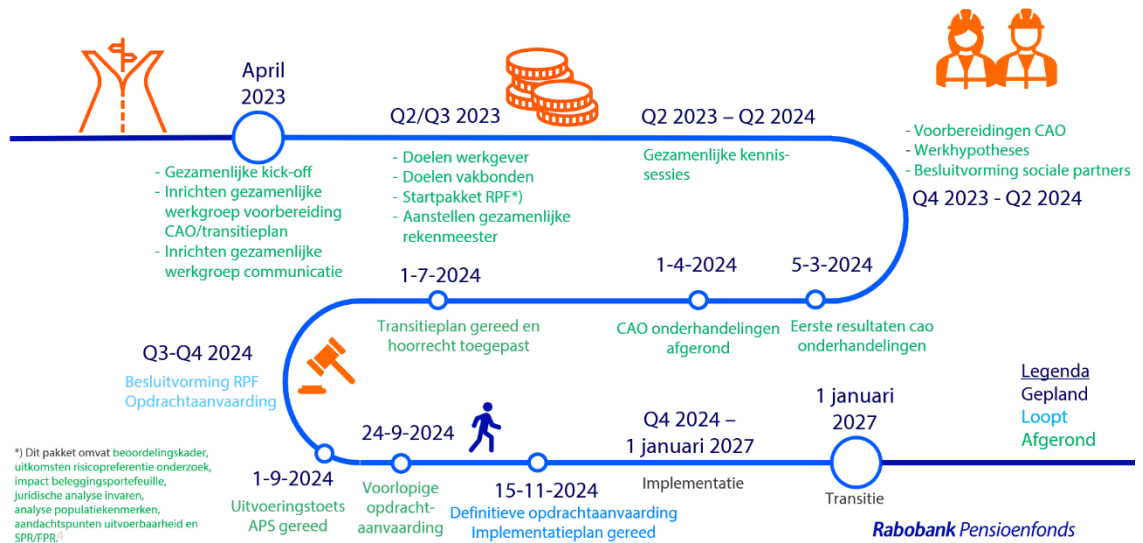 April
2023
- Gezamenlijke kick-off
- Inrichten gezamenlijke
werkgroep voorbereiding
CAO/transitieplan
- Inrichten gezamenlijke
werkgroep communicatie
Q2/Q3 2023
- Doelen werkgever
- Doelen vakbonden
- Startpakket RPF*)
- Aanstellen gezamenlijke
rekenmeester
Q2 2023 – Q2 2024
Gezamenlijke kennis-
sessies
- Voorbereidingen CAO
- Werkhypotheses
- Besluitvorming sociale partners
Q4 2023 - Q2 2024
5-3-2024
Eerste resultaten cao
onderhandelingen
1-4-2024
CAO onderhandelingen
afgerond
1-7-2024
Transitieplan gereed en
hoorrecht toegepast
Q3-Q4 2024
Besluitvorming RPF
Opdrachtaanvaarding
1-9-2024
Uitvoeringstoets
APS gereed
24-9-2024
Voorlopige
opdracht-
aanvaarding
15-11-2024
Definitieve opdrachtaanvaarding
Implementatieplan gereed
Q4 2024 –
1 januari 2027
Implementatie
1 januari
2027
Transitie
Legenda
Gepland
Loopt
Afgerond
*) Dit pakket omvat beoordelingskader,
uitkomsten risicopreferentie onderzoek,
impact beleggingsportefeuille,
juridische analyse invaren,
analyse populatiekenmerken,
aandachtspunten uitvoerbaarheid en
SPR/FPR.4
Rabobank Pensioenfonds